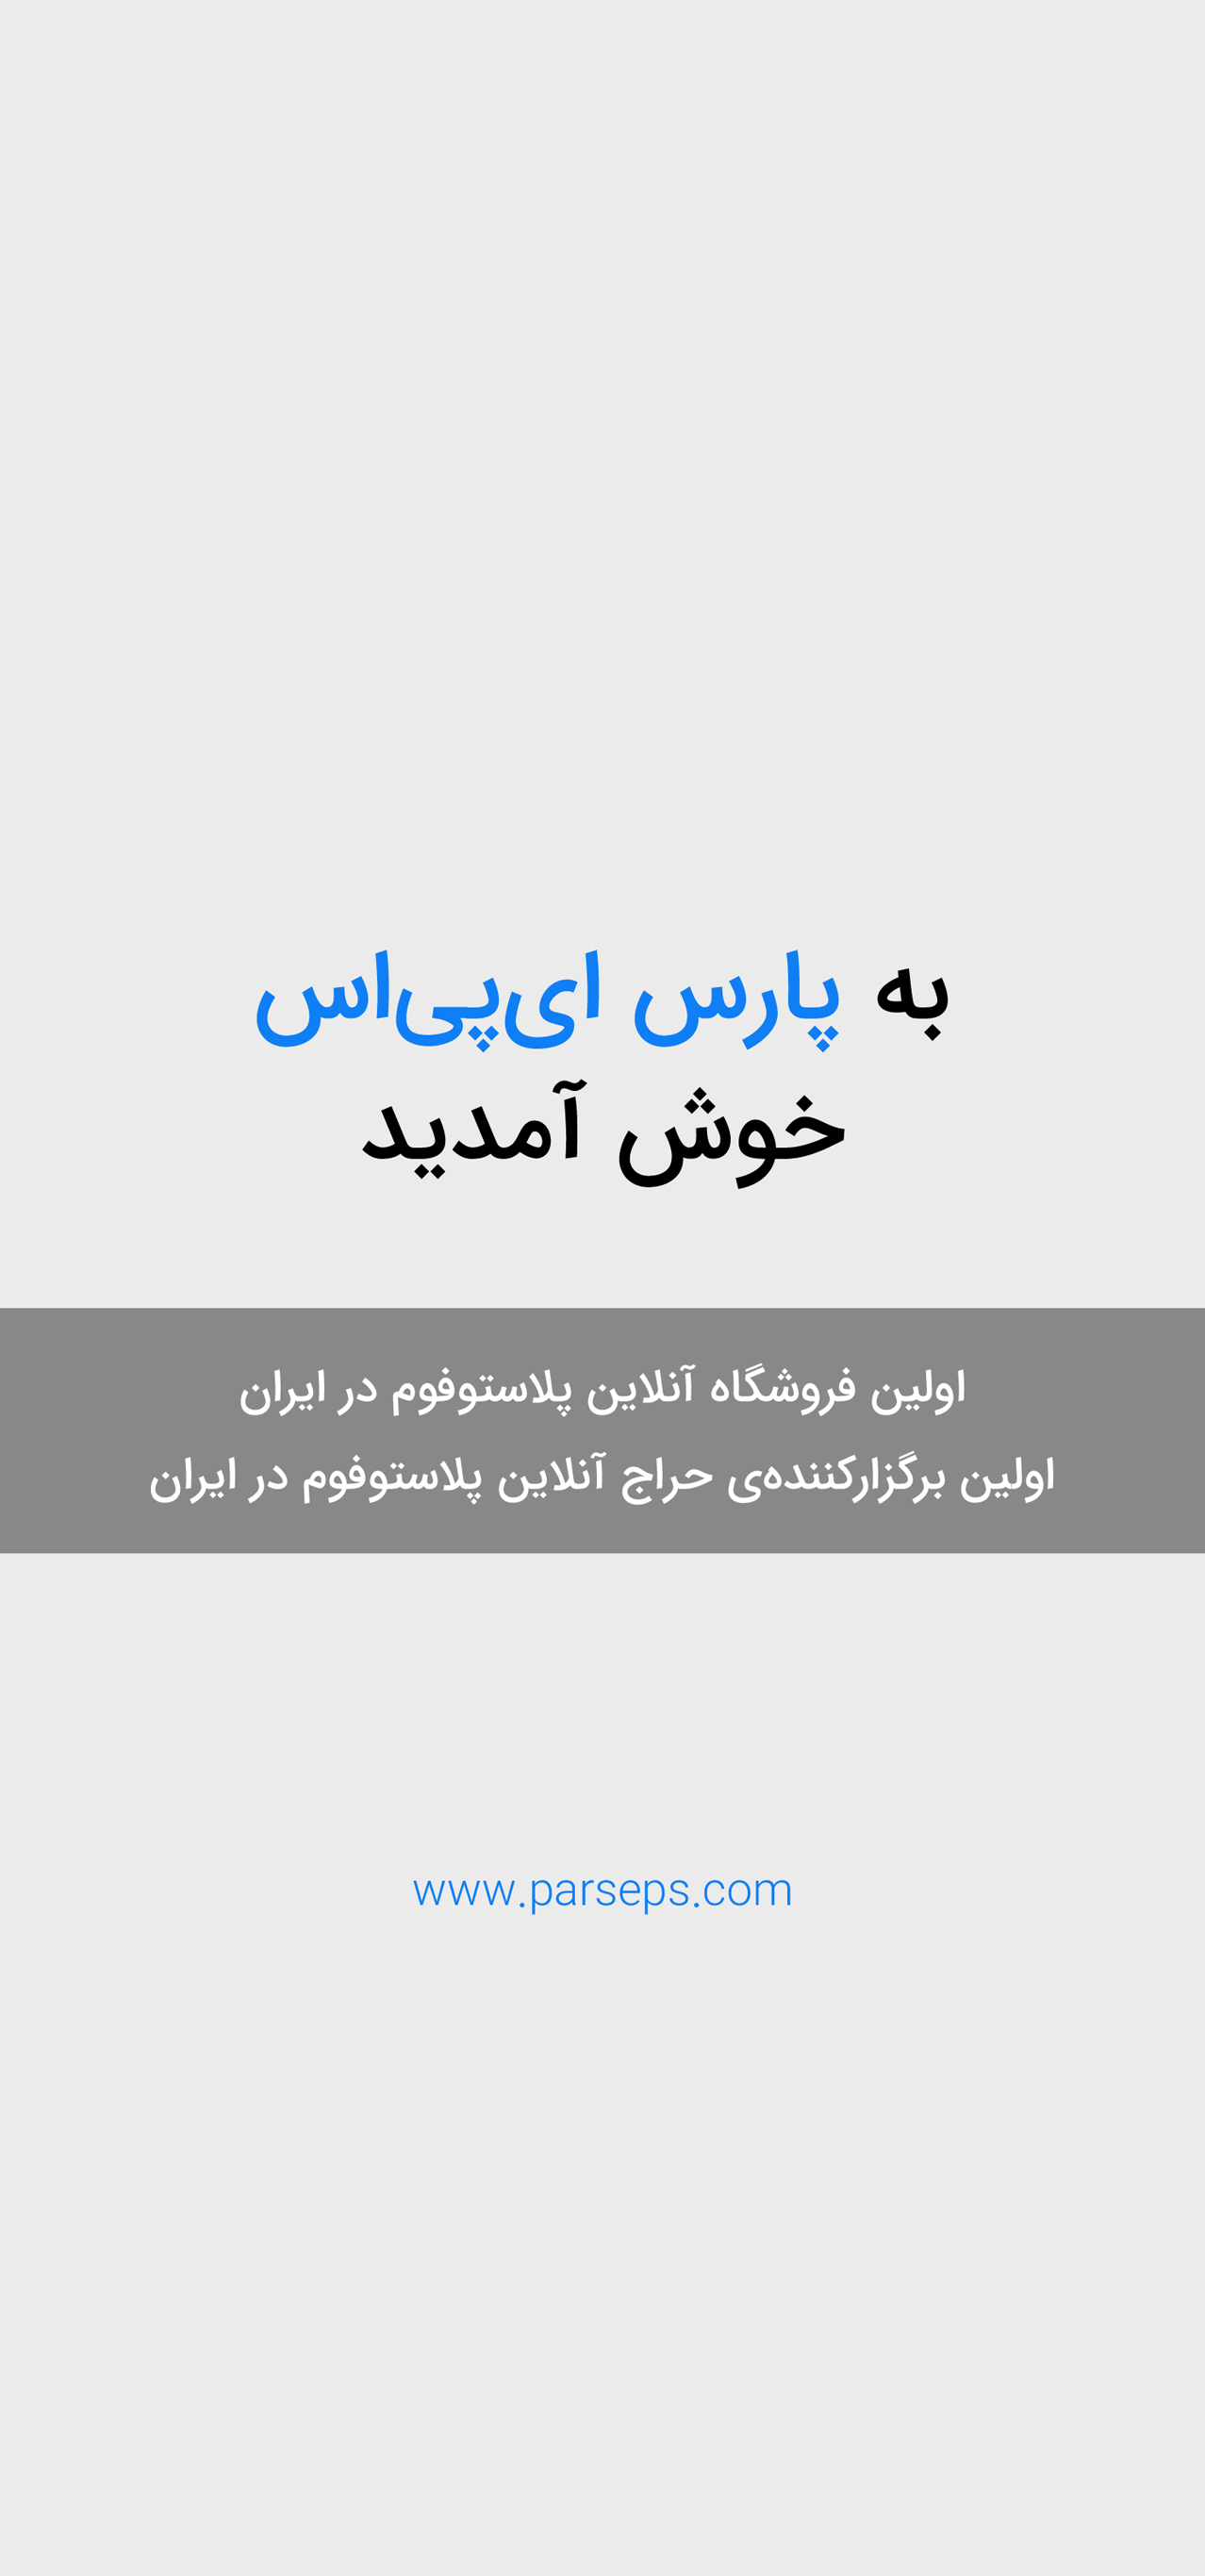 به پارس ای‌پی‌اس
خوش آمدید
اولین فروشگاه آنلاین پلاستوفوم در ایران
اولین برگزارکننده‌ی حراج آنلاین پلاستوفوم در ایران
www.parseps.com